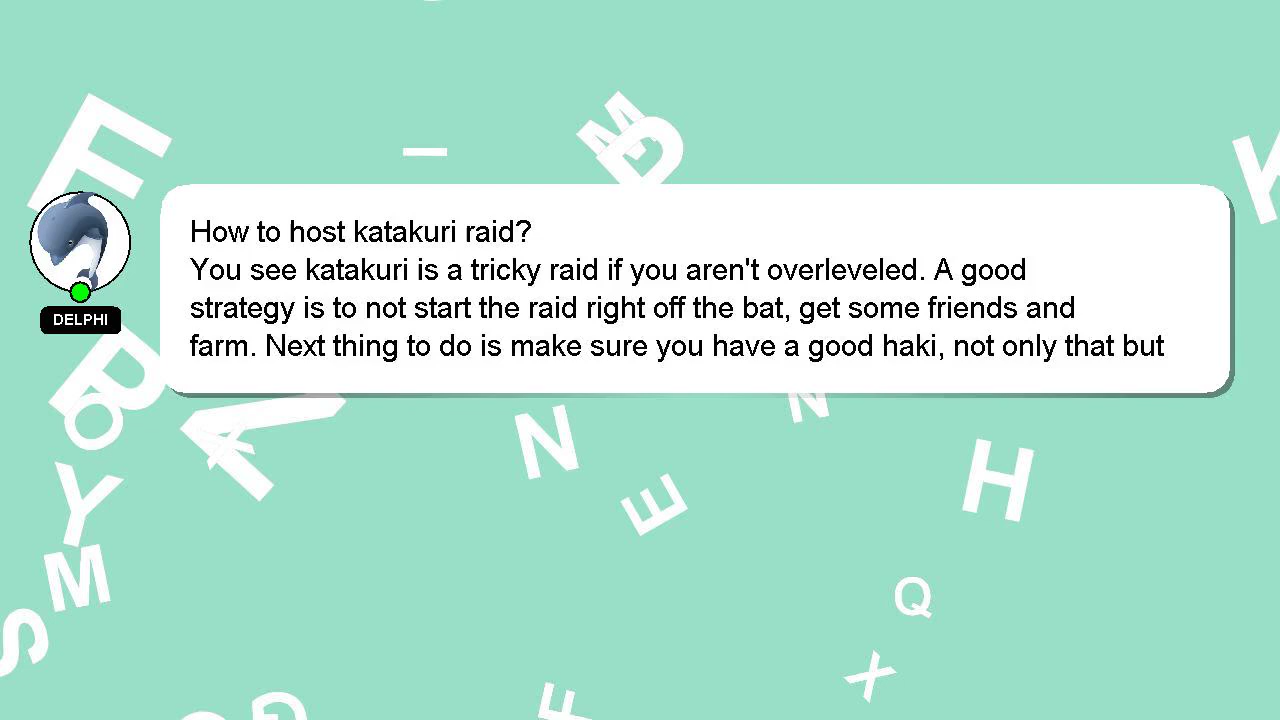 How to host katakuri raid?
You see katakuri is a tricky raid if you aren't overleveled. A good
strategy is to not start the raid right off the bat, get some friends and
farm. Next thing to do is make sure you have a good haki, not only that but
DELPHI